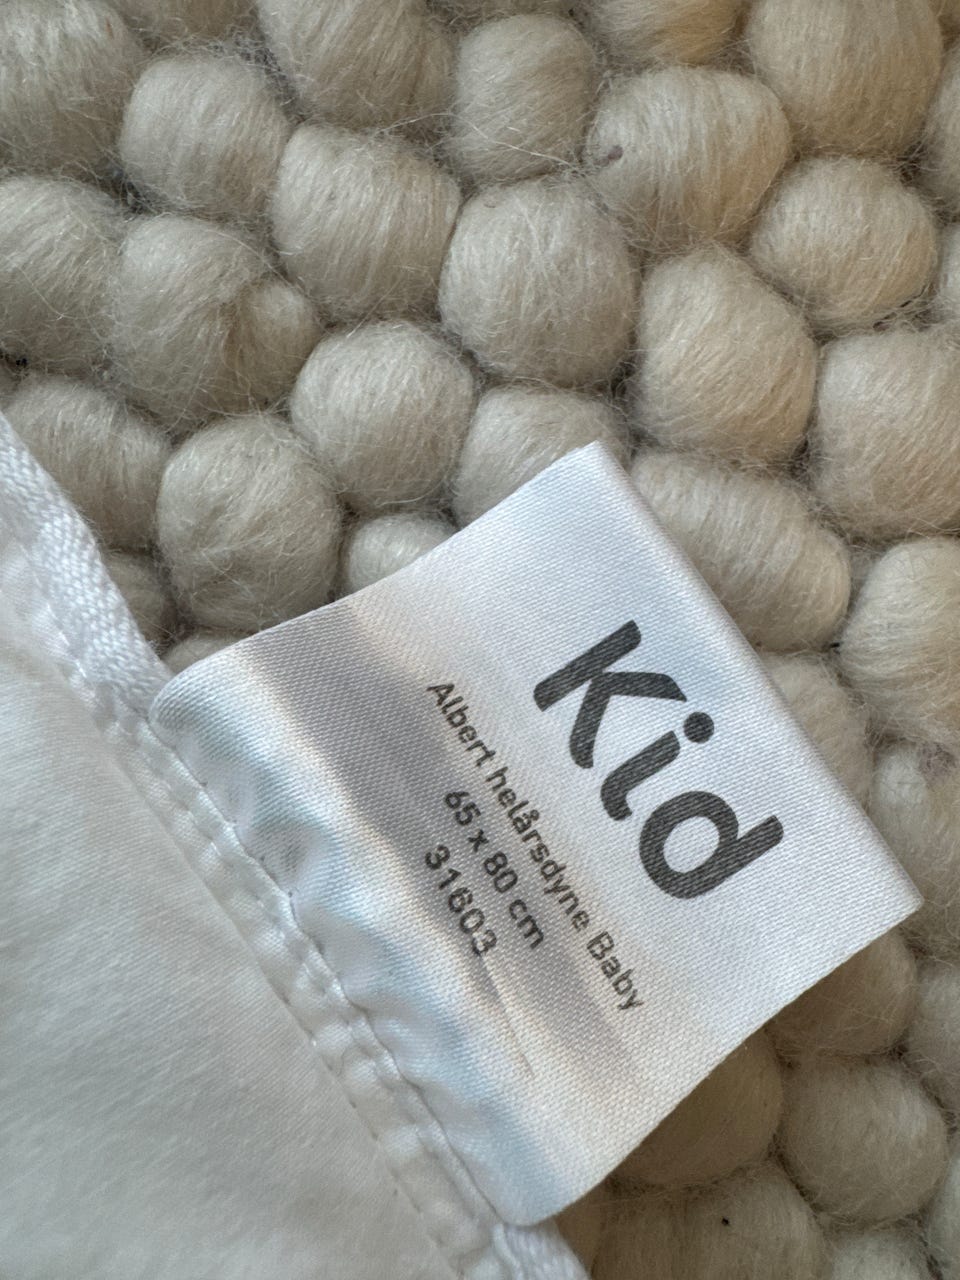 Kid
Albert helårsdyne Baby
65 x 80 cm
31603